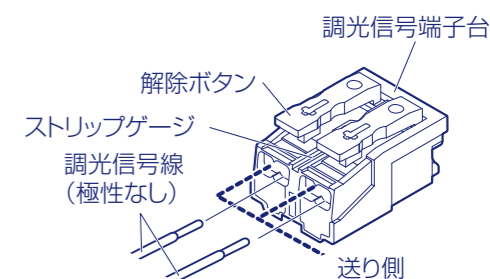 調光信号端子台
解除ボタン
ストリップゲージ
調光信号線
（極性なし）
送り側